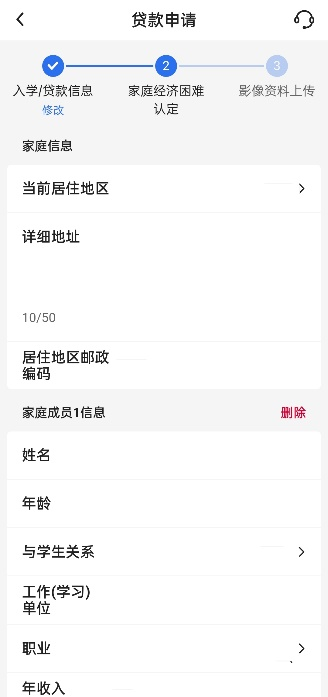 贷款申请
2
3
入学/贷款信息
家庭经济困难
影像资料上传
修改
认定
家庭信息
当前居住地区
详细地址
10/50
居住地区邮政
编码
家庭成员1信息
删除
姓名
年龄
与学生关系
工作(学习)
单位
职业
年收入